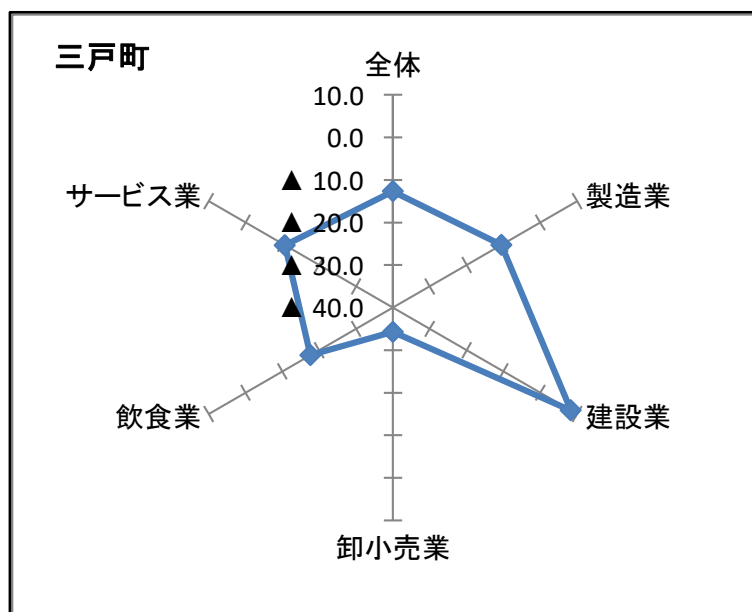 三戸町
全体
10.0
0.0
▲ 10.0
サービス業
製造業
▲ 20.0
▲ 30.0
▲ 40.0
飲食業
建設業
卸小売業